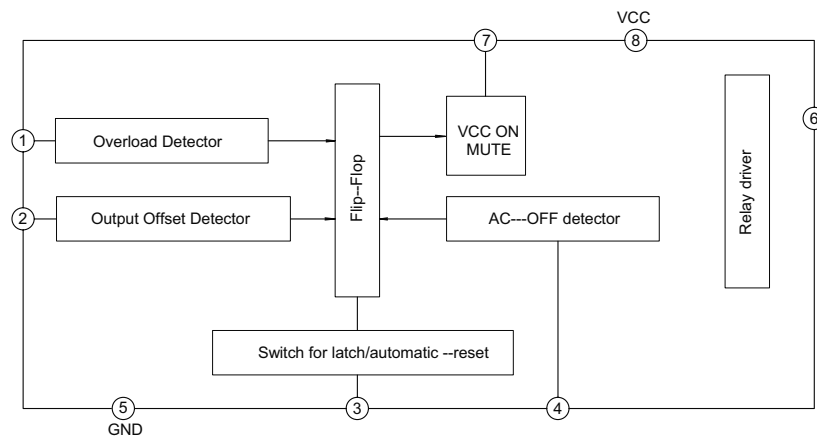 VCC
7
8
6
1
Overload Detector
Flip--Flop
VCC ON
MUTE
Relay driver
2
Output Offset Detector
AC---OFF detector
Switch for latch/automatic --reset
5
3
4
GND